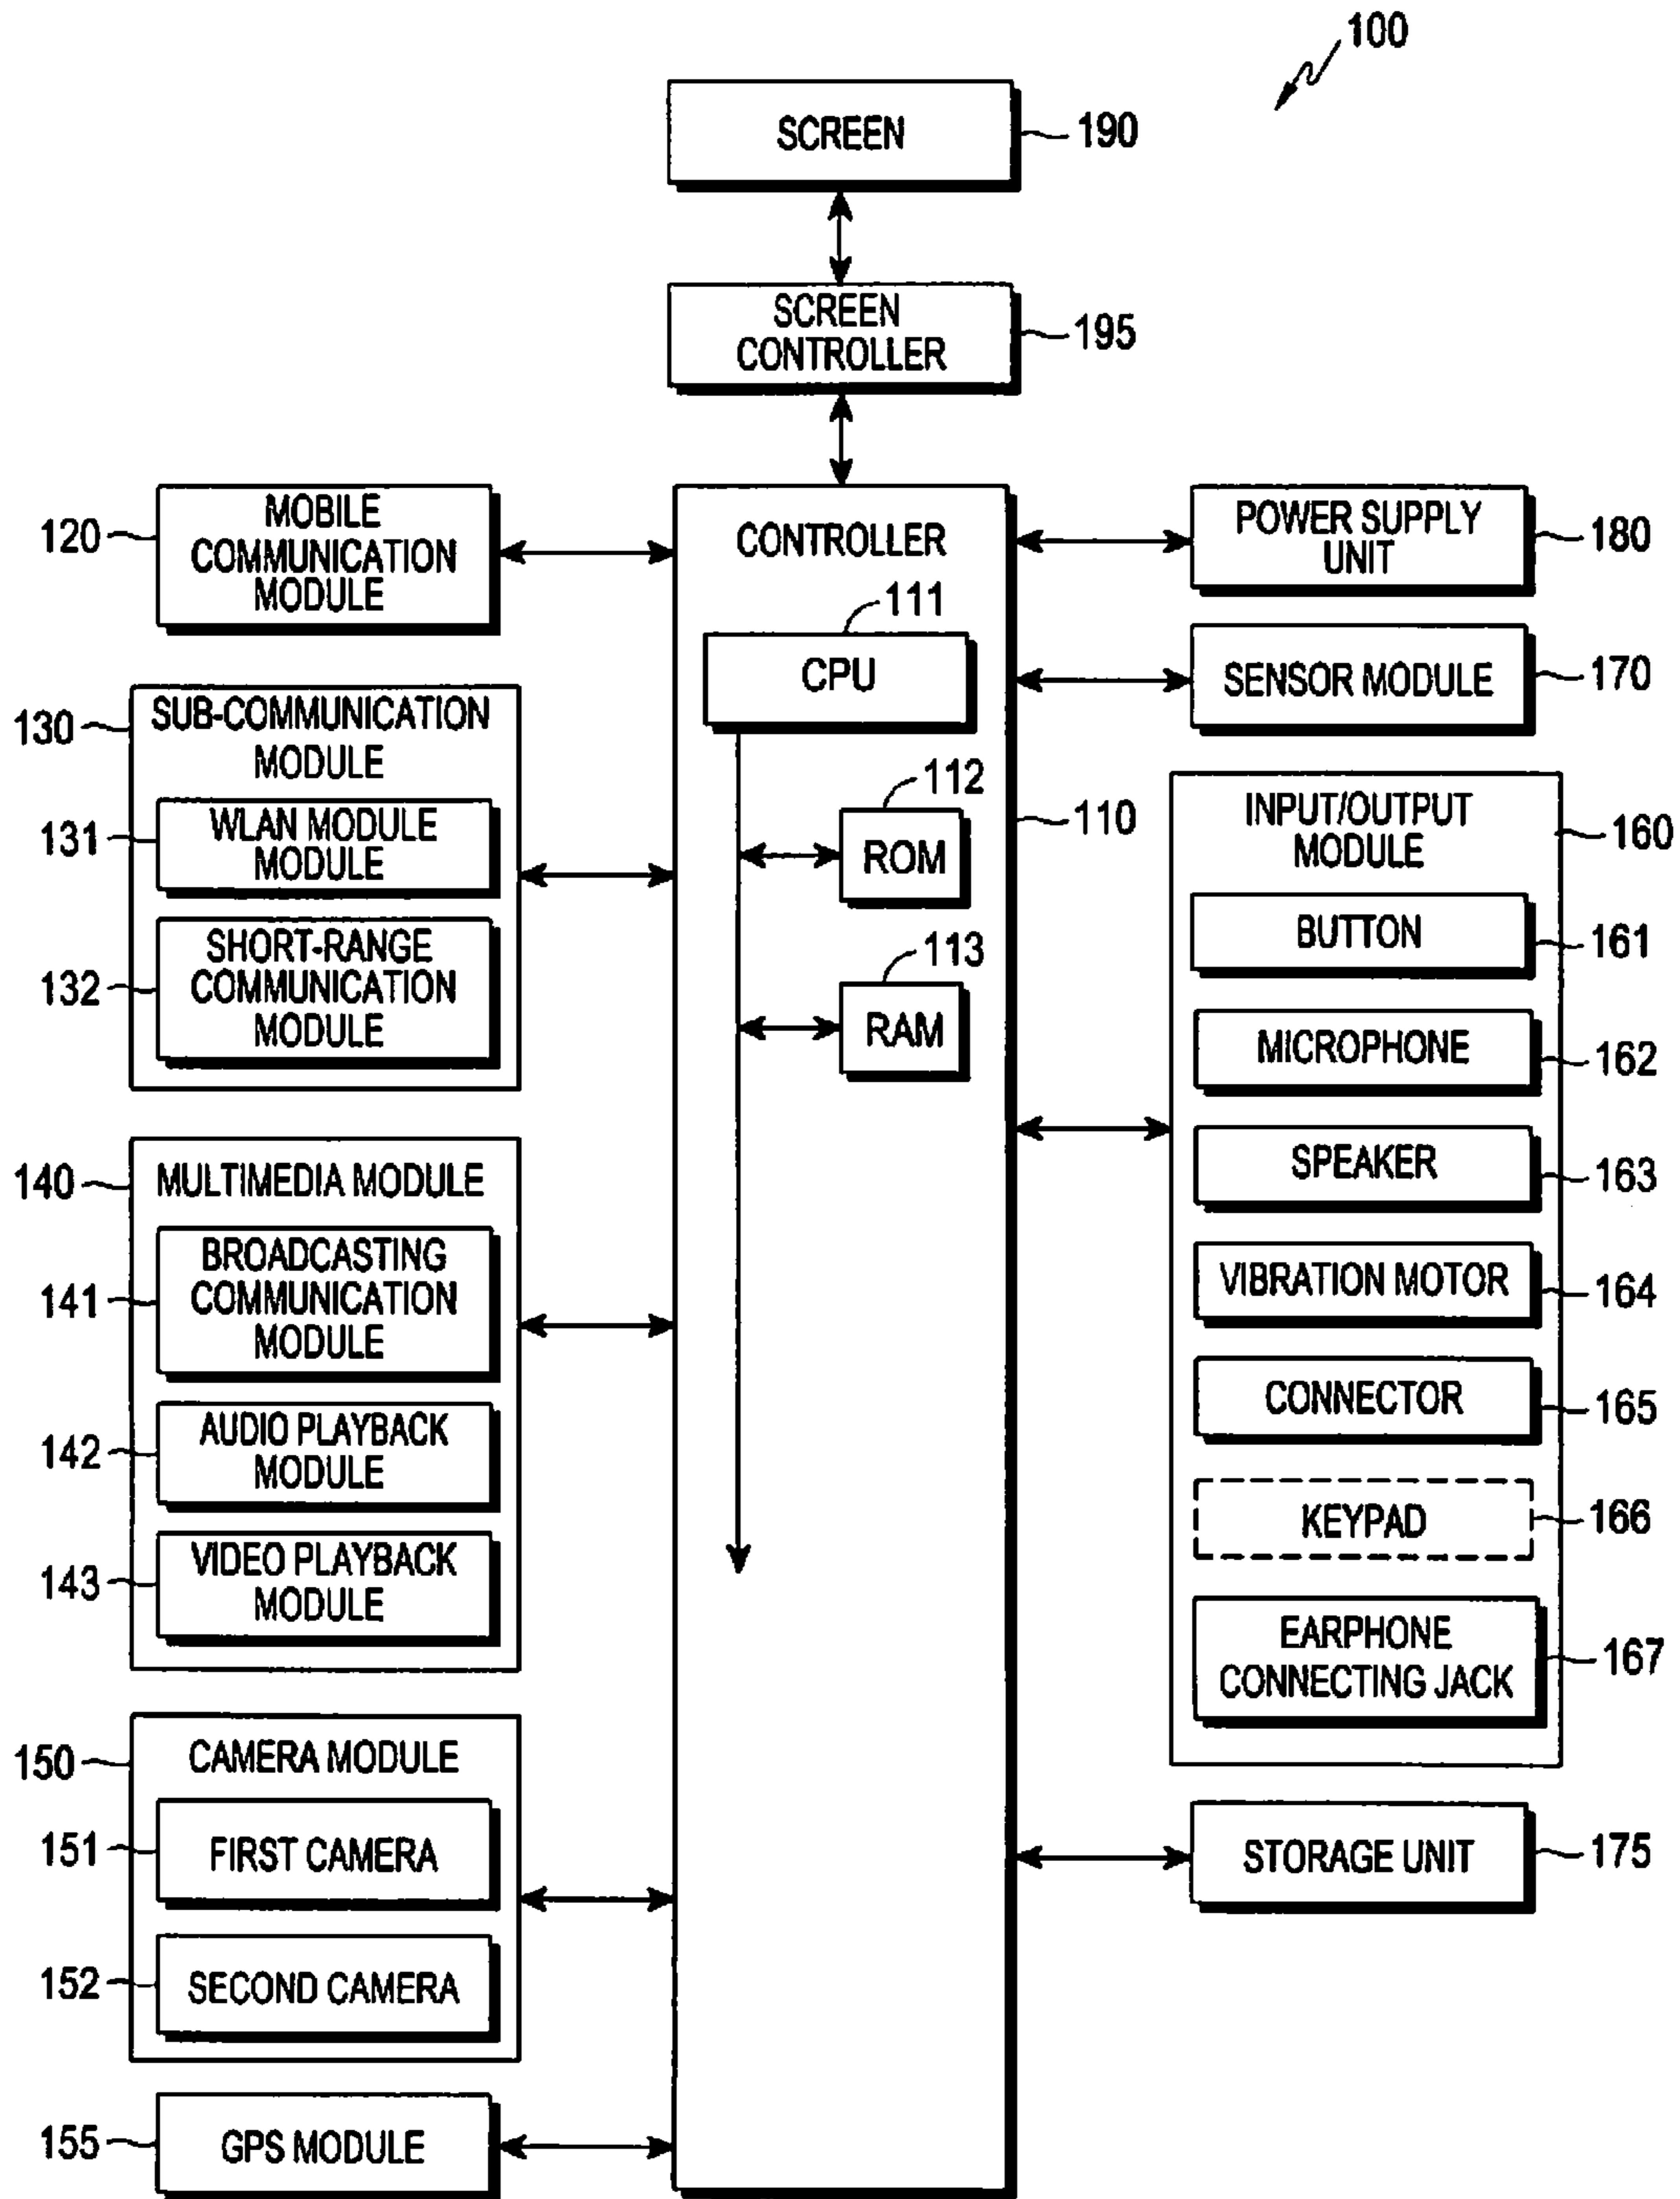 100
SCREEN
190
SCREEN
CONTROLLER
195
MOBILE
COMMUNICATION
MODULE
120
SUB-COMMUNICATION
MODULE
130
WLAN MODULE
MODULE
131
SHORT-RANGE
COMMUNICATION
MODULE
132
MULTIMEDIA MODULE
140
BROADCASTING
COMMUNICATION
MODULE
141
AUDIO PLAYBACK
MODULE
142
VIDEO PLAYBACK
MODULE
143
CAMERA MODULE
150
FIRST CAMERA
151
SECOND CAMERA
152
GPS MODULE
155
CONTROLLER
110
111
CPU
112
ROM
113
RAM
POWER SUPPLY
UNIT
180
SENSOR MODULE
170
INPUT/OUTPUT
MODULE
160
BUTTON
161
MICROPHONE
162
SPEAKER
163
VIBRATION MOTOR
164
CONNECTOR
165
KEYPAD
166
EARPHONE
CONNECTING JACK
167
STORAGE UNIT
175